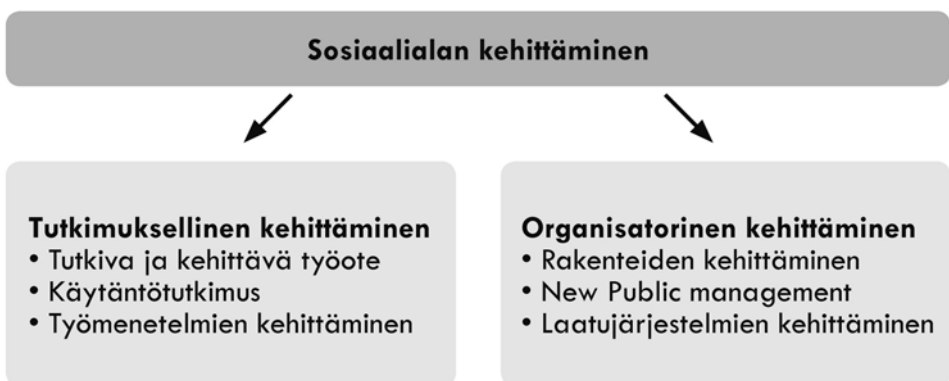 Sosiaalialan kehittäminen
Tutkimuksellinen kehittäminen
• Tutkiva ja kehittävä työote
• Käytäntötutkimus
• Työmenetelmien kehittäminen
Organisatorinen kehittäminen
• Rakenteiden kehittäminen
• New Public management
• Laatujärjestelmien kehittäminen